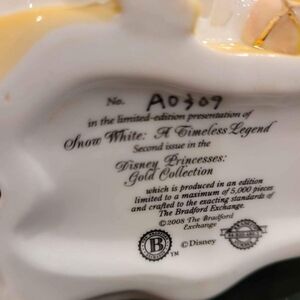 No. A0309
in the limited-edition presentation of
Snow White: A Timeless Legend
Second issue in the
Disney Princesses:
Gold Collection
which is produced in an edition
limited to a maximum of 5,000 pieces
and crafted to the exacting standards of
The Bradford Exchange.
©2008 The Bradford
Exchange
B
©Disney